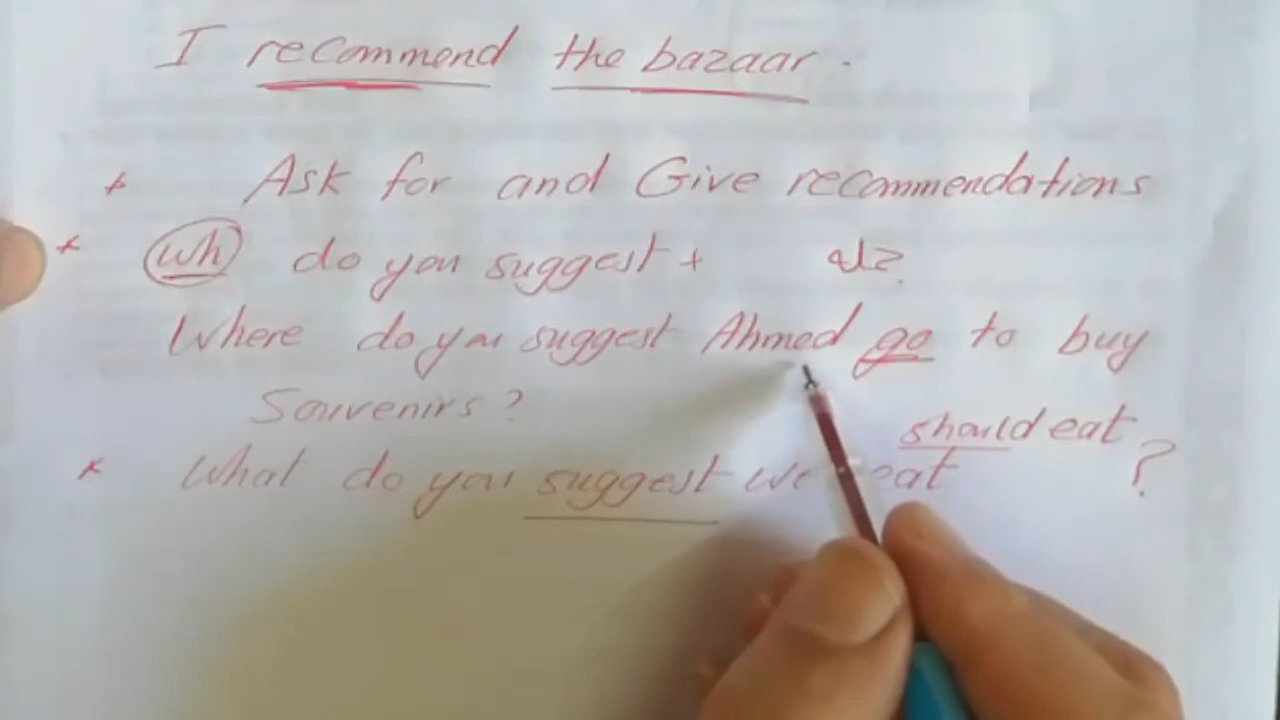 I recommend the bazaar.
* Ask for and Give recommendations
* wh do you suggest + فاعل?
Where do you suggest Ahmed go to buy
Souvenirs?
should eat
* What do you suggest we eat ?